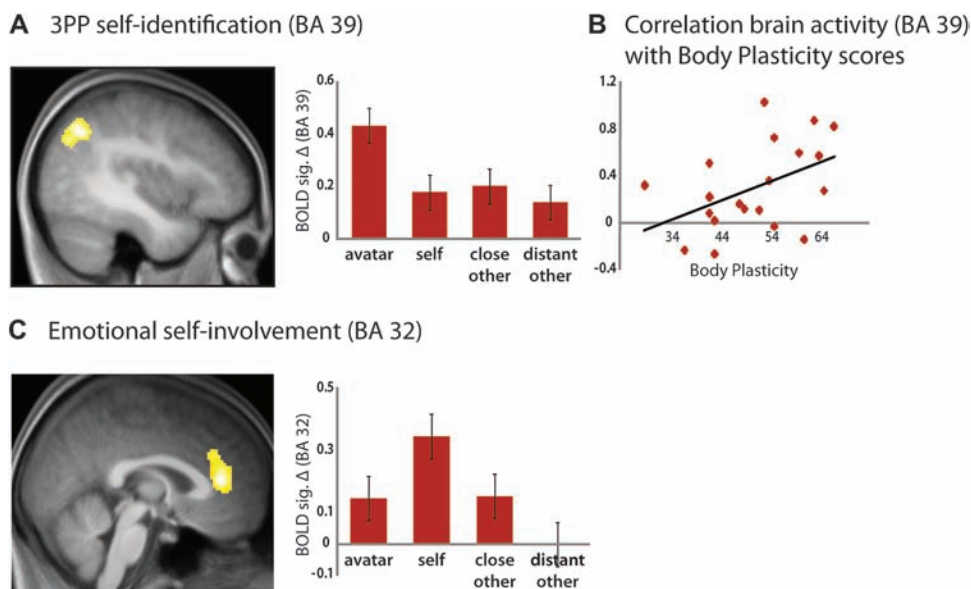 A 3PP self-identification (BA 39)
BOLD sig. Δ (BA 39)
0.6
0.4
0.2
0
avatar self close other distant other
B Correlation brain activity (BA 39)
with Body Plasticity scores
1.2
0.8
0.4
0
-0.4
34 44 54 64
Body Plasticity
C Emotional self-involvement (BA 32)
BOLD sig. Δ (BA 32)
0.5
0.3
0.1
0
-0.1
avatar self close other distant other